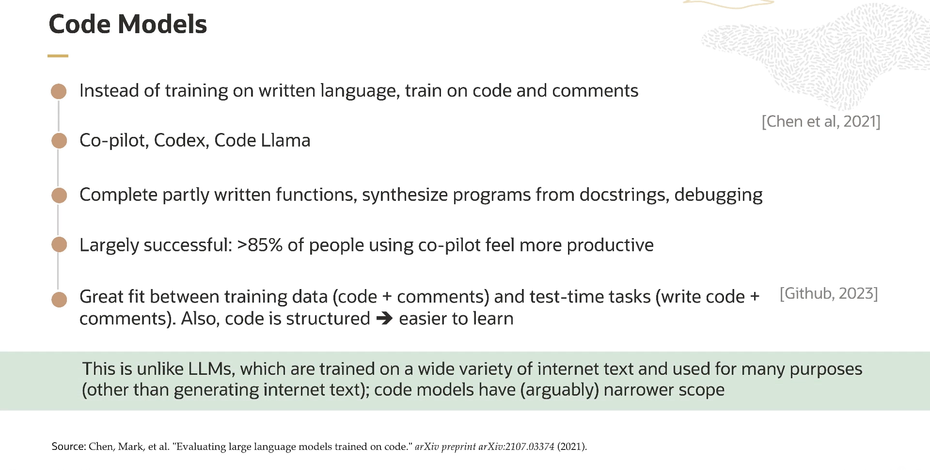 Code Models
Instead of training on written language, train on code and comments
[Chen et al, 2021]
Co-pilot, Codex, Code Llama
Complete partly written functions, synthesize programs from docstrings, debugging
Largely successful: >85% of people using co-pilot feel more productive
Great fit between training data (code + comments) and test-time tasks (write code +
comments). Also, code is structured ➔ easier to learn
[Github, 2023]
This is unlike LLMs, which are trained on a wide variety of internet text and used for many purposes
(other than generating internet text); code models have (arguably) narrower scope
Source: Chen, Mark, et al. "Evaluating large language models trained on code." arXiv preprint arXiv:2107.03374 (2021).